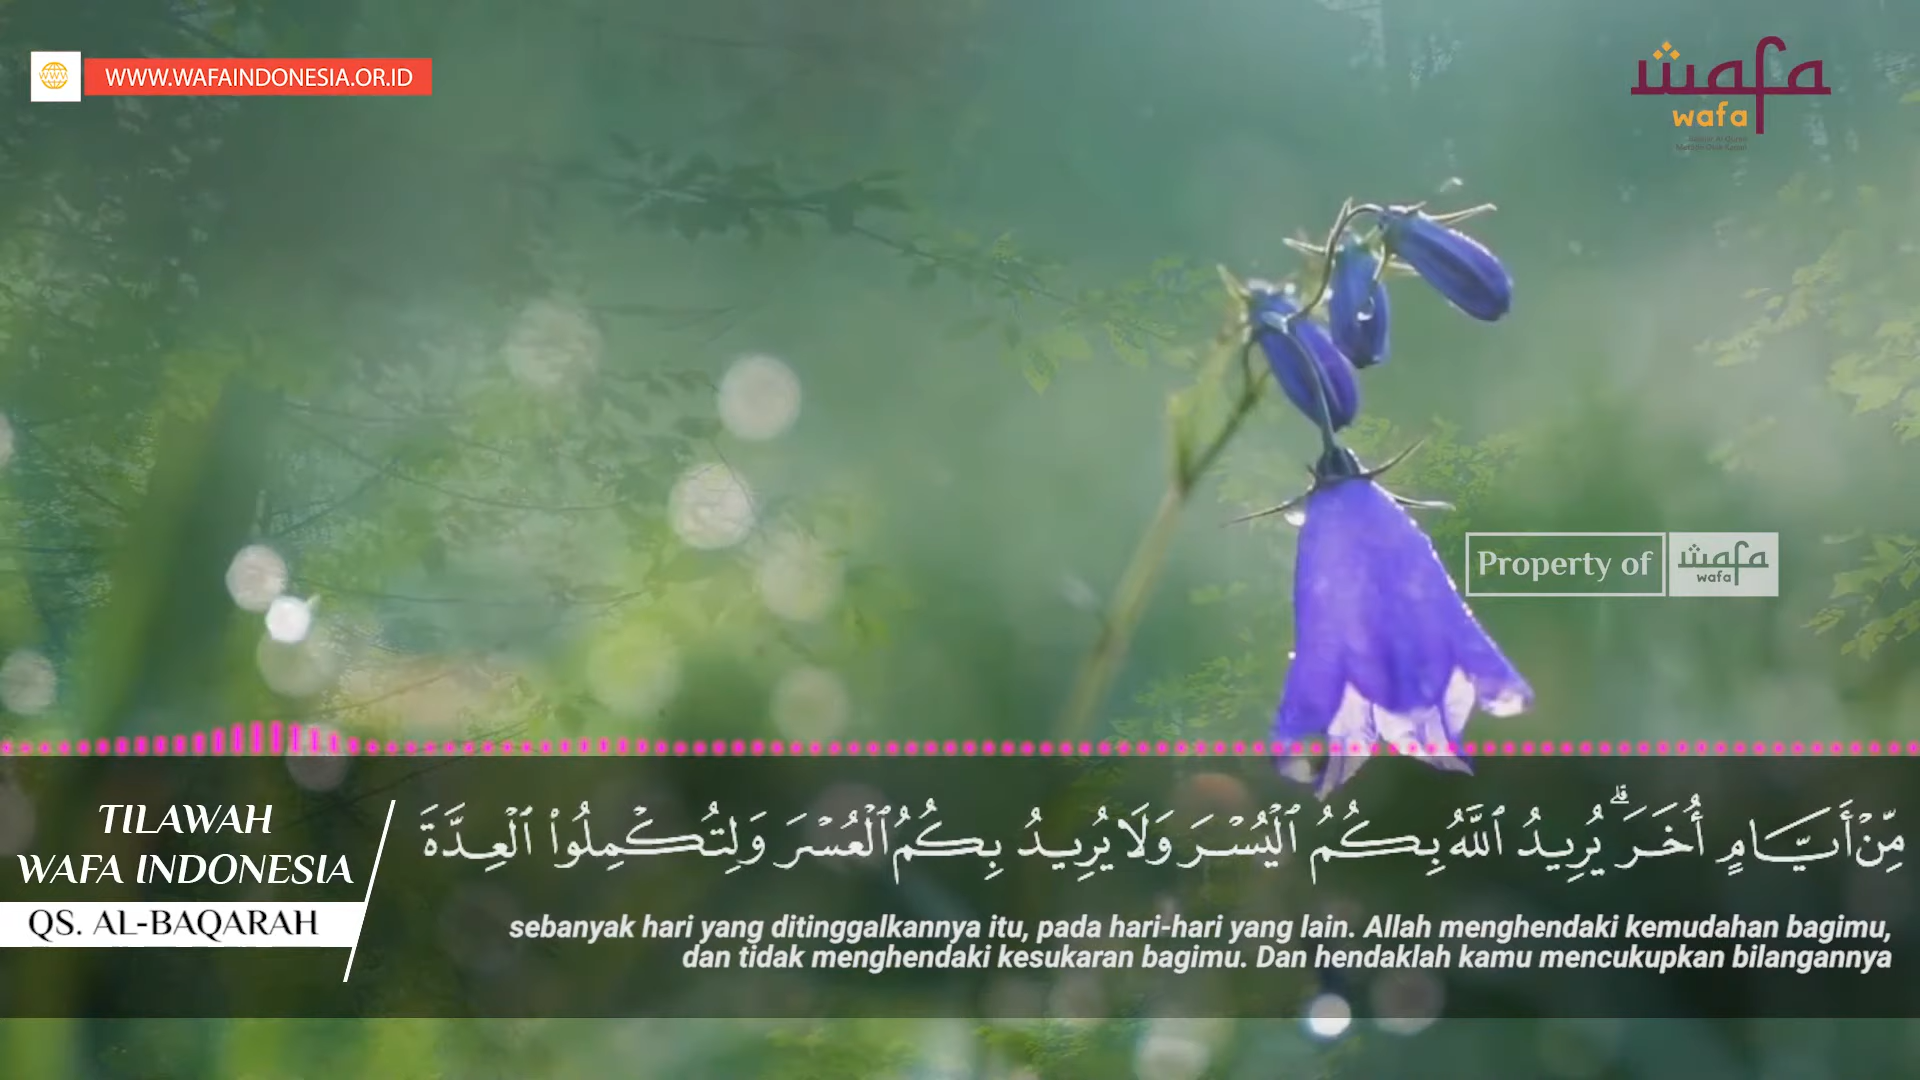 WWW.WAFAINDONESIA.OR.ID
wafa
wafa
Property of
wafa
wafa
TILAWAH
WAFA INDONESIA
QS. AL-BAQARAH
مِّنْ أَيَّامٍ أُخَرَ ۗ يُرِيدُ ٱللَّهُ بِكُمُ ٱلْيُسْرَ وَلَا يُرِيدُ بِكُمُ ٱلْعُسْرَ وَلِتُكْمِلُوا۟ ٱلْعِدَّةَ
sebanyak hari yang ditinggalkannya itu, pada hari-hari yang lain. Allah menghendaki kemudahan bagimu,
dan tidak menghendaki kesukaran bagimu. Dan hendaklah kamu mencukupkan bilangannya